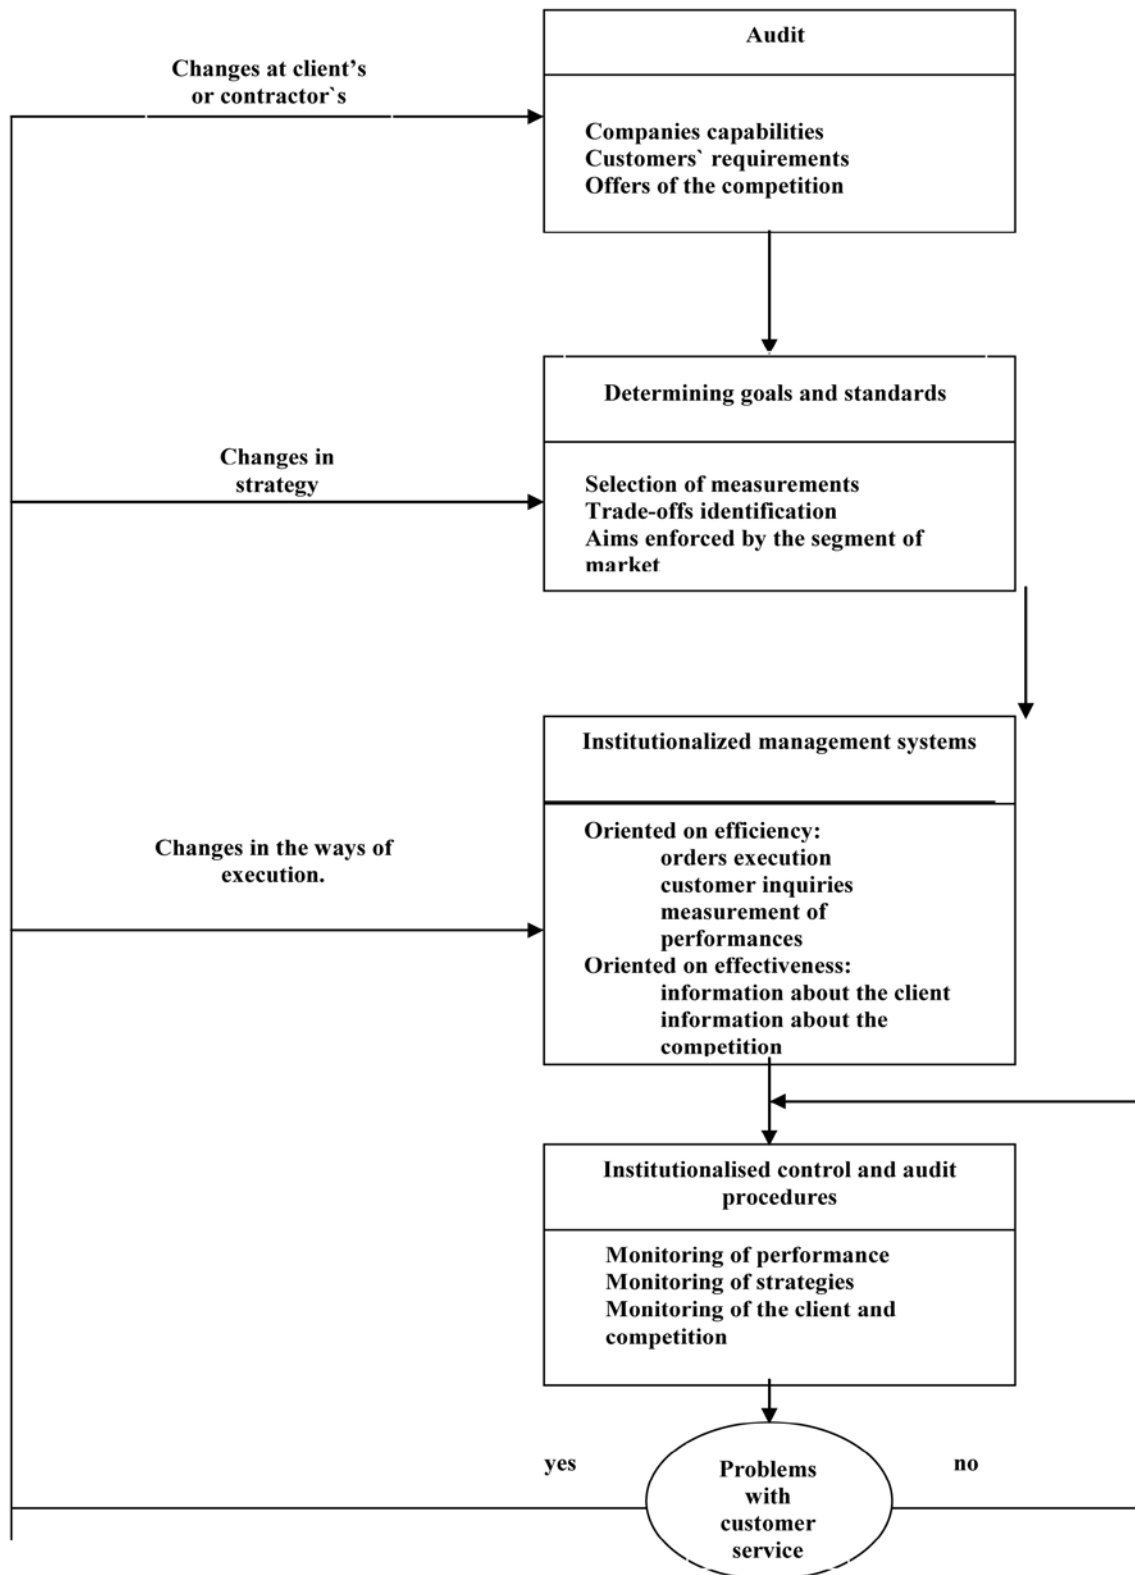 Audit
Changes at client's
or contractor`s
Companies capabilities
Customers` requirements
Offers of the competition
Determining goals and standards
Changes in
strategy
Selection of measurements
Trade-offs identification
Aims enforced by the segment of
market
Institutionalized management systems
Changes in the ways of
execution.
Oriented on efficiency:
orders execution
customer inquiries
measurement of
performances
Oriented on effectiveness:
information about the client
information about the
competition
Institutionalised control and audit
procedures
Monitoring of performance
Monitoring of strategies
Monitoring of the client and
competition
yes
no
Problems
with
customer
service